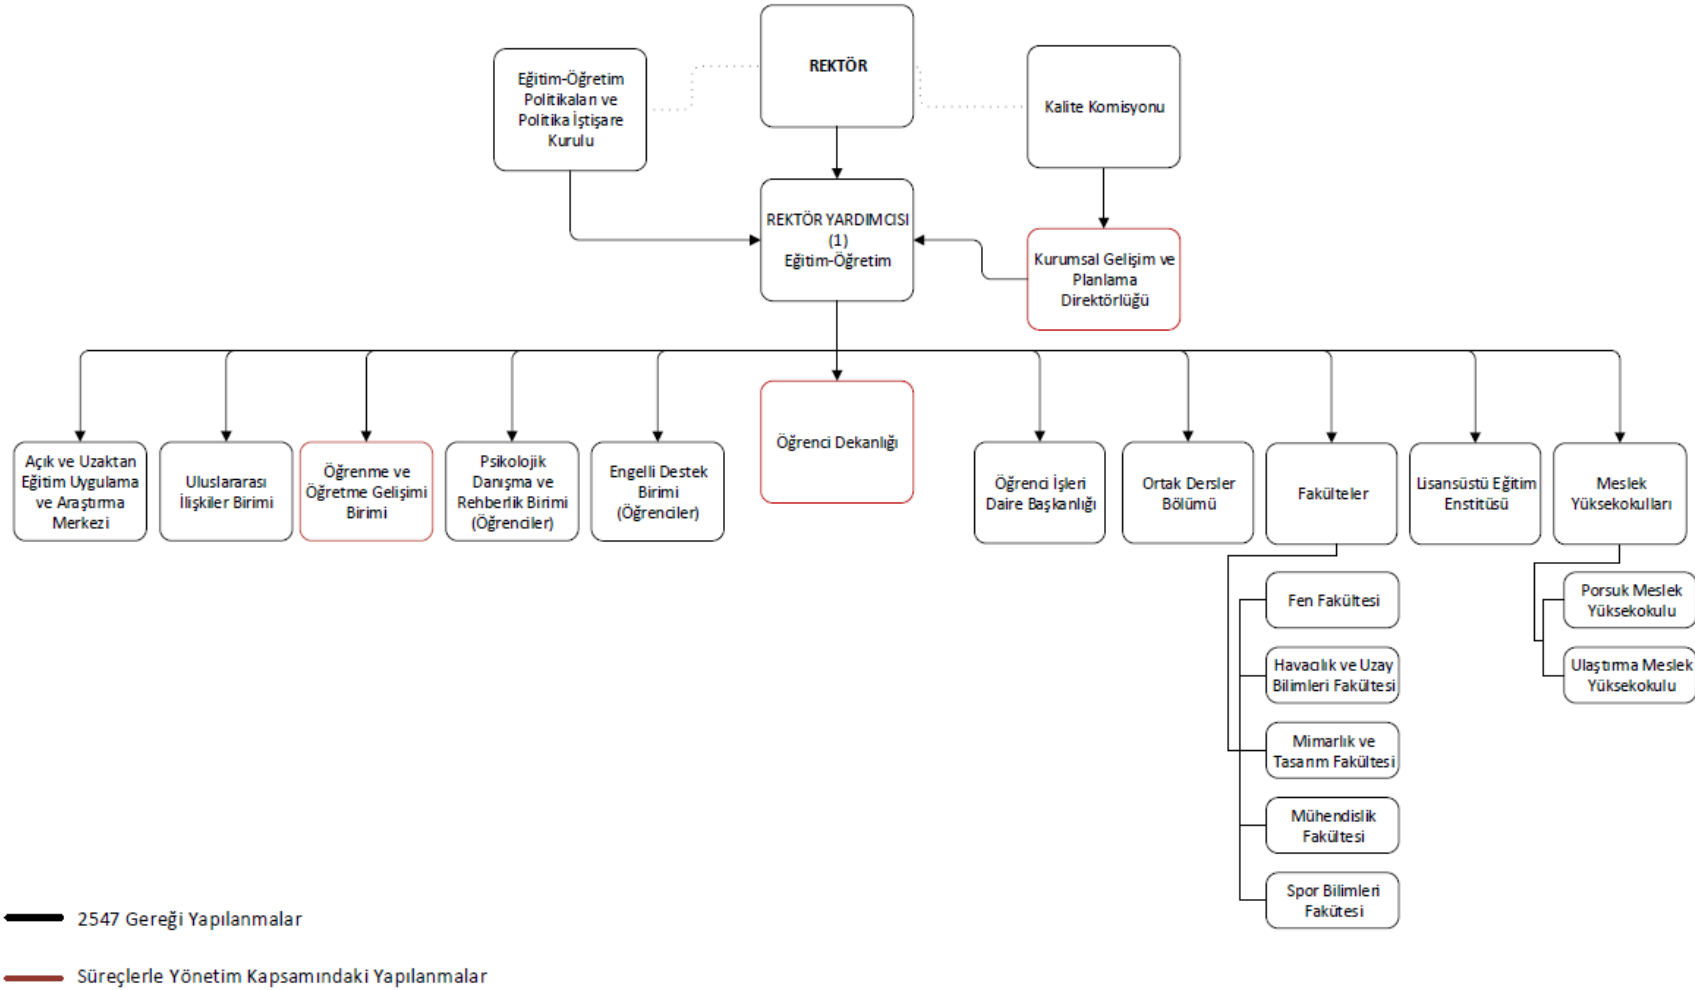 REKTÖR
Eğitim-Öğretim
Politikaları ve
Politika İştişare
Kurulu
Kalite Komisyonu
REKTÖR YARDIMCISI
(1)
Eğitim-Öğretim
Kurumsal Gelişim ve
Planlama
Direktörlüğü
Öğrenci Dekanlığı
Açık ve Uzaktan
Eğitim Uygulama
ve Araştırma
Merkezi
Uluslararası
İlişkiler Birimi
Öğrenme ve
Öğretme Gelişimi
Birimi
Psikolojik
Danışma ve
Rehberlik Birimi
(Öğrenciler)
Engelli Destek
Birimi
(Öğrenciler)
Öğrenci İşleri
Daire Başkanlığı
Ortak Dersler
Bölümü
Fakülteler
Lisansüstü Eğitim
Enstitüsü
Meslek
Yüksekokulları
Fen Fakültesi
Havacılık ve Uzay
Bilimleri Fakültesi
Mimarlık ve
Tasarım Fakültesi
Mühendislik
Fakültesi
Spor Bilimleri
Fakütesi
Porsuk Meslek
Yüksekokulu
Ulaştırma Meslek
Yüksekokulu
2547 Gereği Yapılanmalar
Süreçlerle Yönetim Kapsamındaki Yapılanmalar